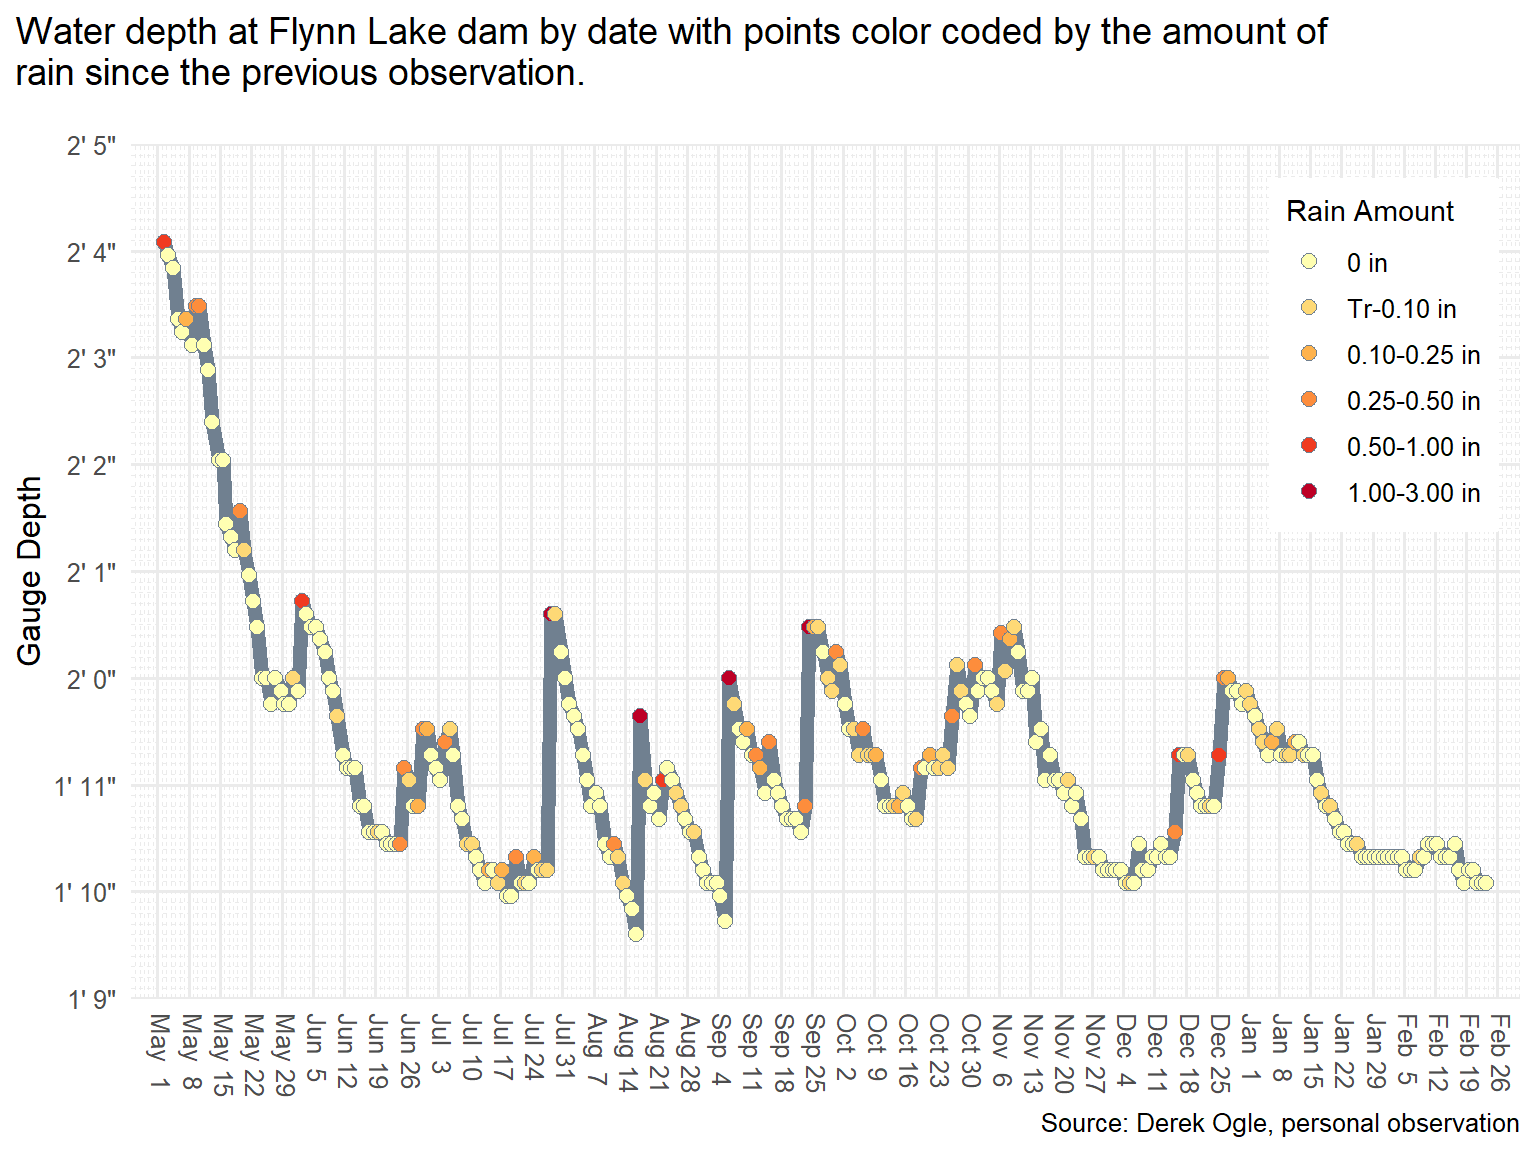 Water depth at Flynn Lake dam by date with points color coded by the amount of
rain since the previous observation.
Gauge Depth
2' 5"
2' 4"
2' 3"
2' 2"
2' 1"
2' 0"
1' 11"
1' 10"
1' 9"
Rain Amount
0 in
Tr-0.10 in
0.10-0.25 in
0.25-0.50 in
0.50-1.00 in
1.00-3.00 in
May 1
May 8
May 15
May 22
May 29
Jun 5
Jun 12
Jun 19
Jun 26
Jul 3
Jul 10
Jul 17
Jul 24
Jul 31
Aug 7
Aug 14
Aug 21
Aug 28
Sep 4
Sep 11
Sep 18
Sep 25
Oct 2
Oct 9
Oct 16
Oct 23
Oct 30
Nov 6
Nov 13
Nov 20
Nov 27
Dec 4
Dec 11
Dec 18
Dec 25
Jan 1
Jan 8
Jan 15
Jan 22
Jan 29
Feb 5
Feb 12
Feb 19
Feb 26
Source: Derek Ogle, personal observation